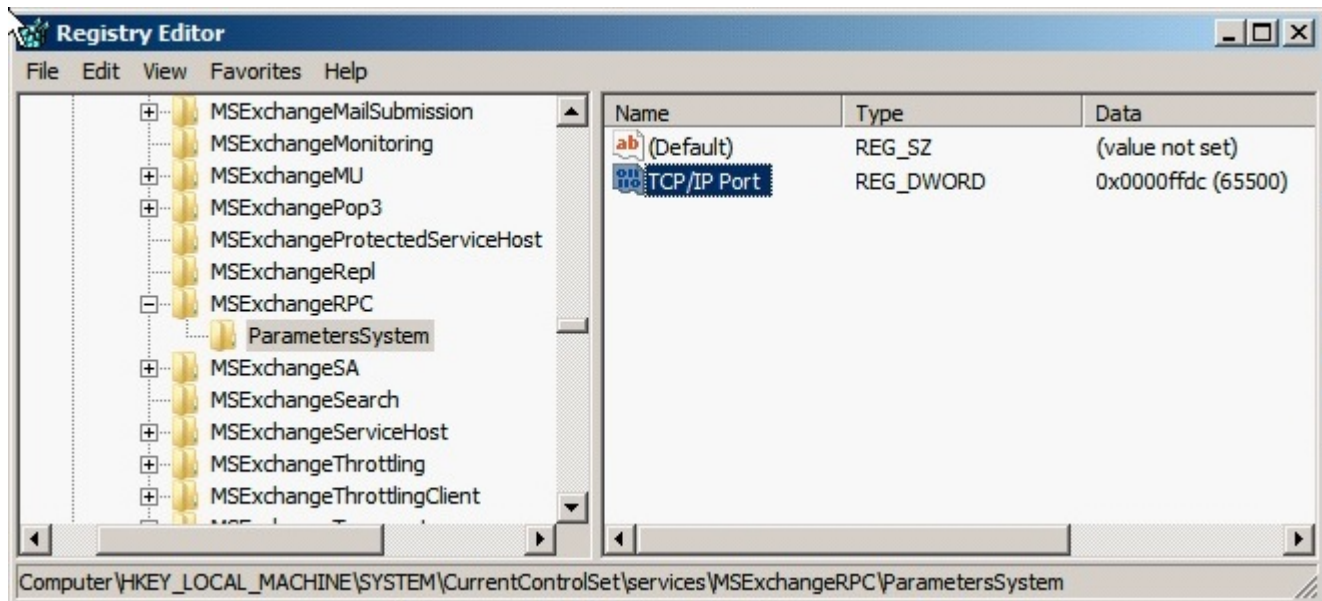 Registry Editor
File Edit View Favorites Help
MSExchangeMailSubmission
MSExchangeMonitoring
MSExchangeMU
MSExchangePop3
MSExchangeProtectedServiceHost
MSExchangeRepl
MSExchangeRPC
ParametersSystem
MSExchangeSA
MSExchangeSearch
MSExchangeServiceHost
MSExchangeThrottling
MSExchangeThrottlingClient
Name Type Data
(Default) REG_SZ (value not set)
TCP/IP Port REG_DWORD 0x0000ffdc (65500)
Computer\HKEY_LOCAL_MACHINE\SYSTEM\CurrentControlSet\services\MSExchangeRPC\ParametersSystem